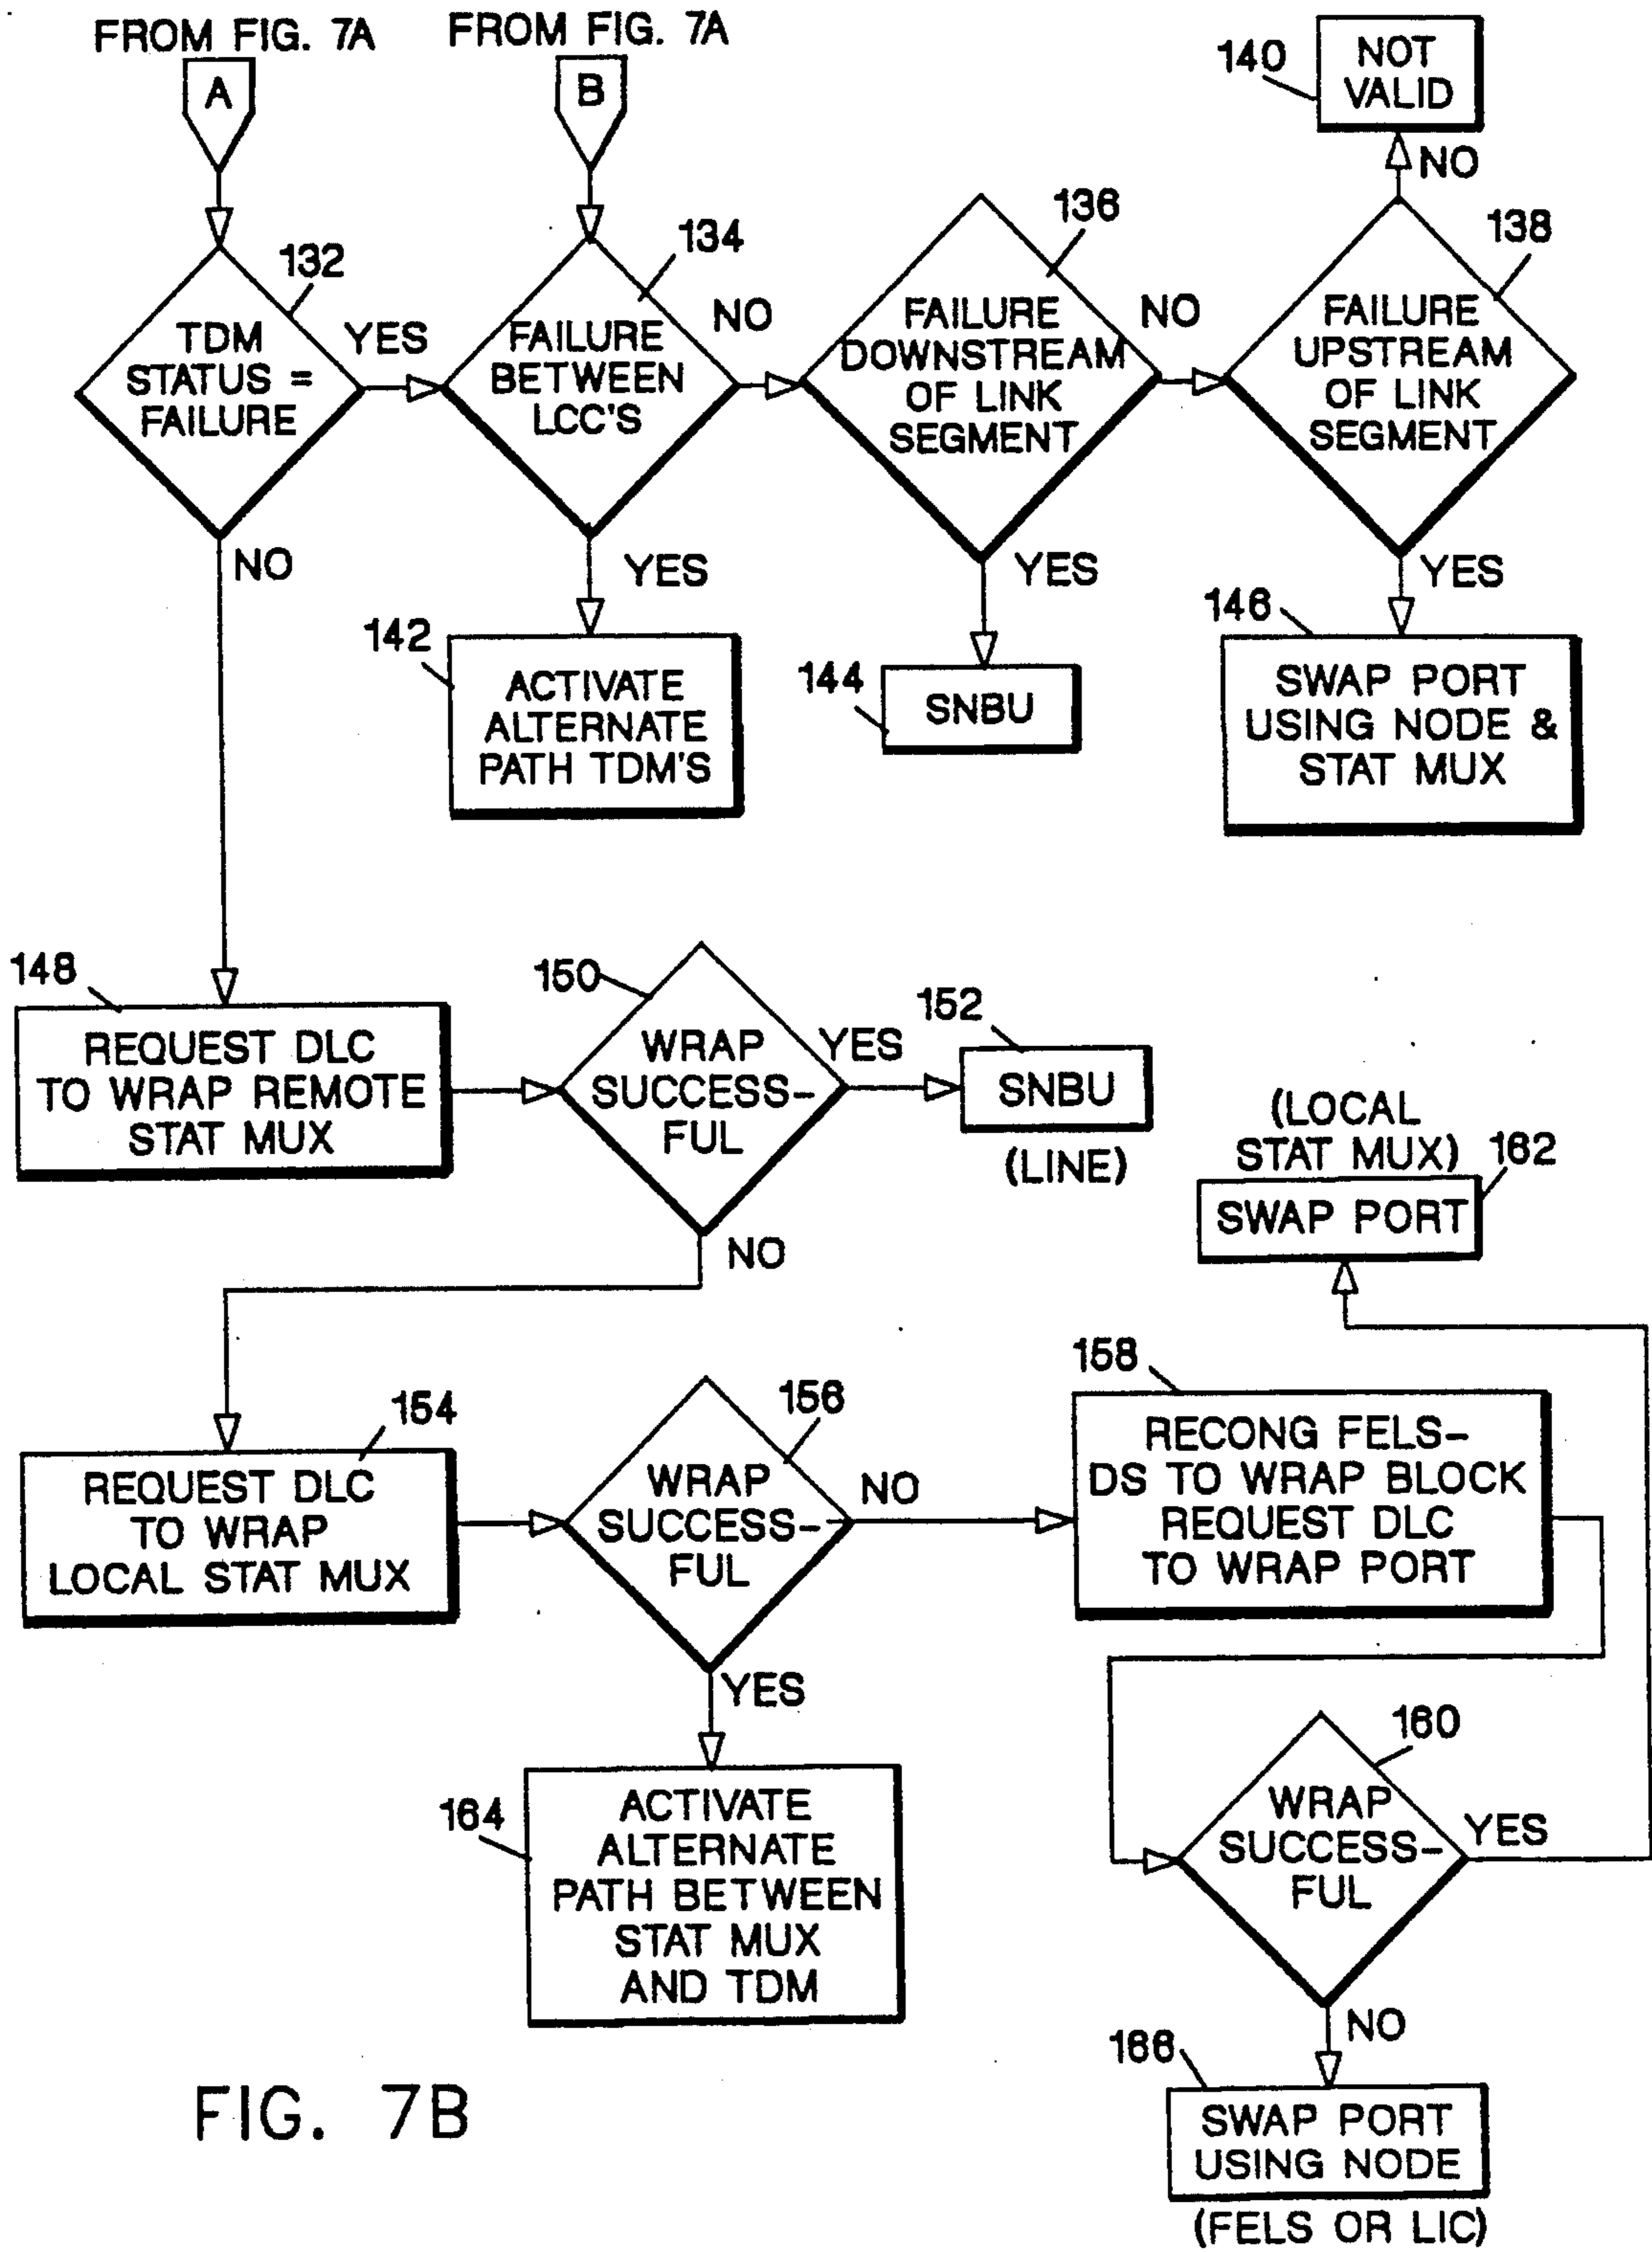 FROM FIG. 7A
A
FROM FIG. 7A
B
140
NOT
VALID
NO
132
TDM
STATUS =
FAILURE
YES
NO
134
FAILURE
BETWEEN
LCC'S
NO
YES
136
FAILURE
DOWNSTREAM
OF LINK
SEGMENT
NO
YES
138
FAILURE
UPSTREAM
OF LINK
SEGMENT
YES
142
ACTIVATE
ALTERNATE
PATH TDM'S
144
SNBU
146
SWAP PORT
USING NODE &
STAT MUX
148
REQUEST DLC
TO WRAP REMOTE
STAT MUX
150
WRAP
SUCCESS-
FUL
YES
NO
152
SNBU
(LINE)
(LOCAL
STAT MUX)
162
SWAP PORT
154
REQUEST DLC
TO WRAP
LOCAL STAT MUX
156
WRAP
SUCCESS-
FUL
NO
YES
158
RECONG FELS-
DS TO WRAP BLOCK
REQUEST DLC
TO WRAP PORT
160
WRAP
SUCCESS-
FUL
YES
NO
164
ACTIVATE
ALTERNATE
PATH BETWEEN
STAT MUX
AND TDM
166
SWAP PORT
USING NODE
(FELS OR LIC)
FIG. 7B